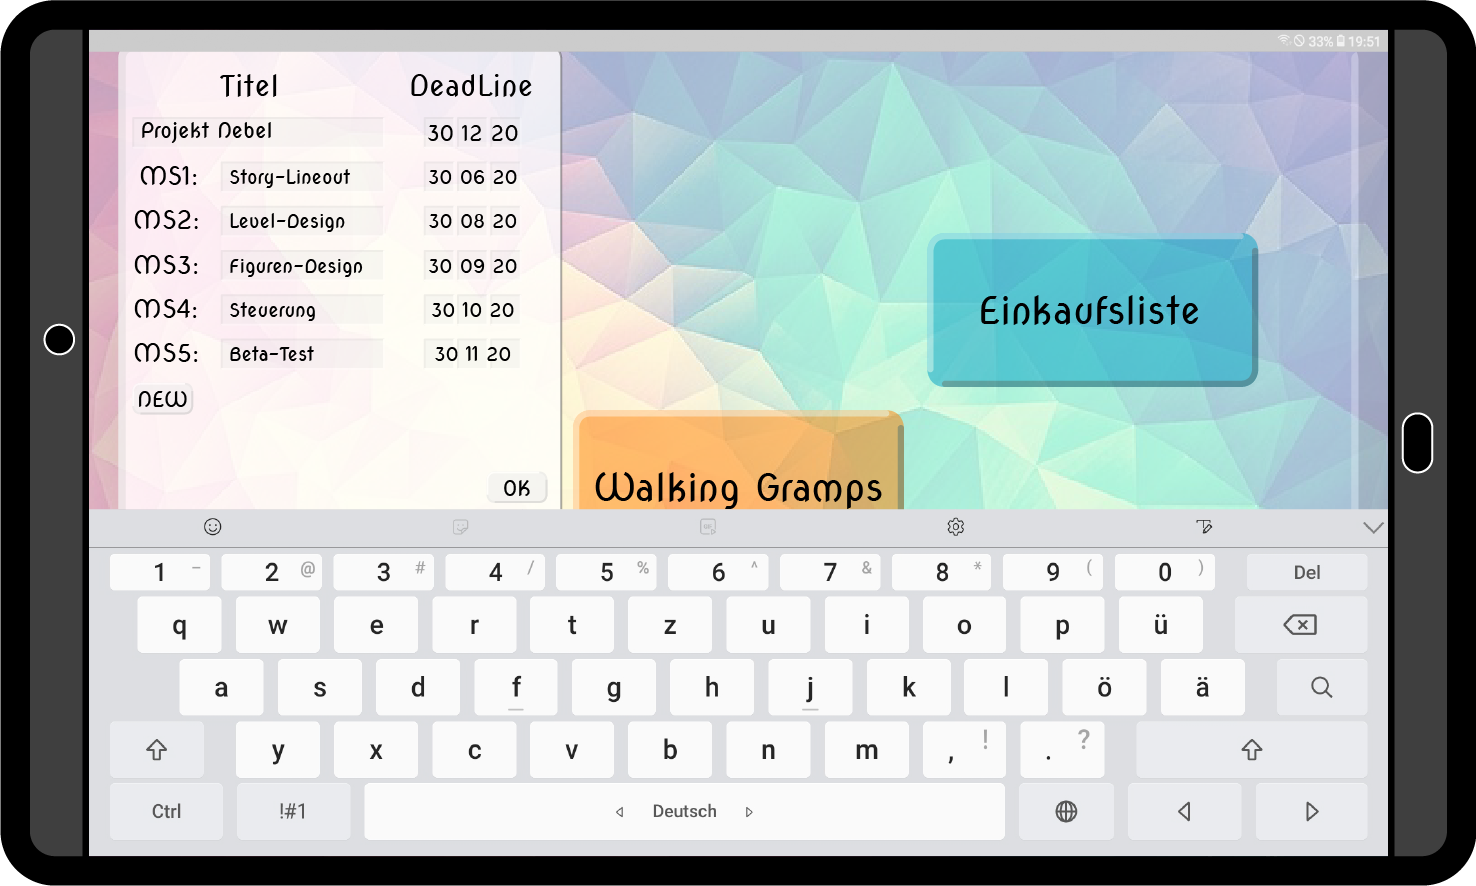 33% 19:51
Titel DeadLine
Projekt Nebel 30 12 20
MS1: Story-Lineout 30 06 20
MS2: Level-Design 30 08 20
MS3: Figuren-Design 30 09 20
MS4: Steuerung 30 10 20
MS5: Beta-Test 30 11 20
NEW
OK
Einkaufsliste
Walking Gramps
1 - 2 @ 3 # 4 / 5 % 6 ^ 7 & 8 * 9 ( 0 ) Del
q w e r t z u i o p ü
a s d f g h j k l ö ä
y x c v b n m , ! . ?
Ctrl !#1 Deutsch